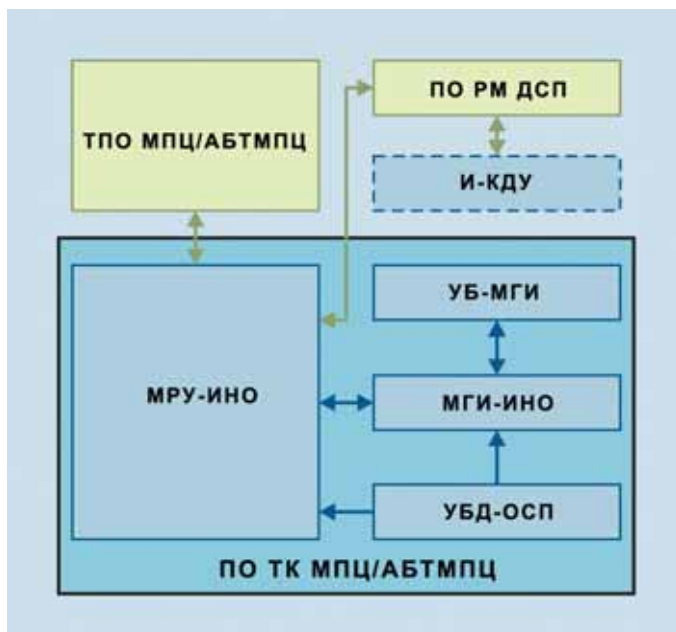 ТПО МПЦ/АБТМПЦ
ПО РМ ДСП
И-КДУ
МРУ-ИНО
УБ-МГИ
МГИ-ИНО
УБД-ОСП
ПО ТК МПЦ/АБТМПЦ